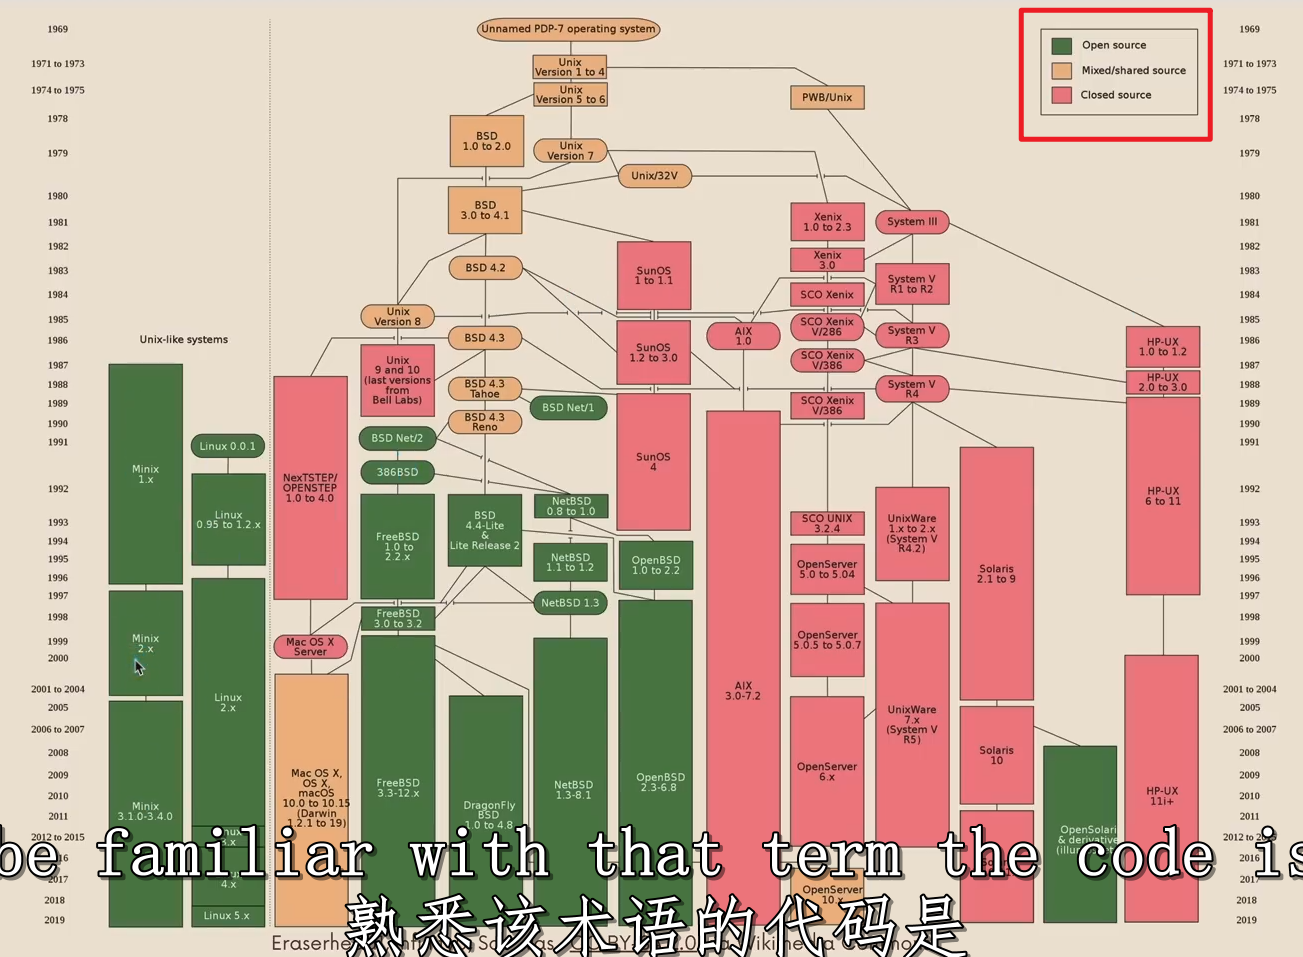 Unnamed PDP-7 operating system
1969
1969
Open source
Mixed/shared source
Closed source
1971 to 1973
Unix
Version 1 to 4
1971 to 1973
1974 to 1975
Unix
Version 5 to 6
PWB/Unix
1974 to 1975
1978
1978
BSD
1.0 to 2.0
1979
Unix
Version 7
1979
Unix/32V
1980
1980
BSD
3.0 to 4.1
1981
Xenix
1.0 to 2.3
System III
1981
1982
1982
Xenix
3.0
1983
BSD 4.2
SunOS
1 to 1.1
System V
R1 to R2
1983
1984
SCO Xenix
1984
Unix
Version 8
1985
SCO Xenix
V/286
1985
AIX
1.0
System V
R3
Unix-like systems
1986
BSD 4.3
1986
HP-UX
1.0 to 1.2
SunOS
1.2 to 3.0
SCO Xenix
V/386
1987
Unix
9 and 10
(last versions
from
Bell Labs)
1987
1988
BSD 4.3
Tahoe
System V
R4
HP-UX
2.0 to 3.0
1988
1989
BSD Net/1
SCO Xenix
V/386
1989
1990
BSD 4.3
Reno
1990
1991
Linux 0.0.1
BSD Net/2
1991
Minix
1.x
386BSD
SunOS
4
NexTSTEP/
OPENSTEP
1.0 to 4.0
1992
1992
HP-UX
6 to 11
NetBSD
0.8 to 1.0
Linux
0.95 to 1.2.x
1993
BSD
4.4-Lite
&
Lite Release 2
SCO UNIX
3.2.4
UnixWare
1.x to 2.x
(System V
R4.2)
1993
1994
FreeBSD
1.0 to
2.2.x
1994
1995
NetBSD
1.1 to 1.2
OpenBSD
1.0 to 2.2
OpenServer
5.0 to 5.04
Solaris
2.1 to 9
1995
1996
1996
1997
NetBSD 1.3
1997
1998
FreeBSD
3.0 to 3.2
1998
1999
Minix
2.x
Mac OS X
Server
OpenServer
5.0.5 to 5.0.7
1999
2000
2000
2001 to 2004
Linux
2.x
AIX
3.0-7.2
2001 to 2004
2005
2005
2006 to 2007
UnixWare
7.x
(System V
R5)
2006 to 2007
2008
Solaris
10
2008
2009
Mac OS X,
OS X,
macOS
10.0 to 10.15
(Darwin
1.2.1 to 19)
FreeBSD
3.3-12.x
NetBSD
1.3-8.1
OpenBSD
2.3-6.8
OpenServer
6.x
2009
2010
HP-UX
11i+
2010
2011
Minix
3.1.0-3.4.0
DragonFly
BSD
1.0 to 4.8
2011
2012 to 2015
OpenSolari
& derivative
2012 to
be familiar with that term the code is
16
2016
2017
4.x
OpenServer
10.x
2017
2018
2018
2019
Linux 5.x
2019
熟悉该术语的代码是